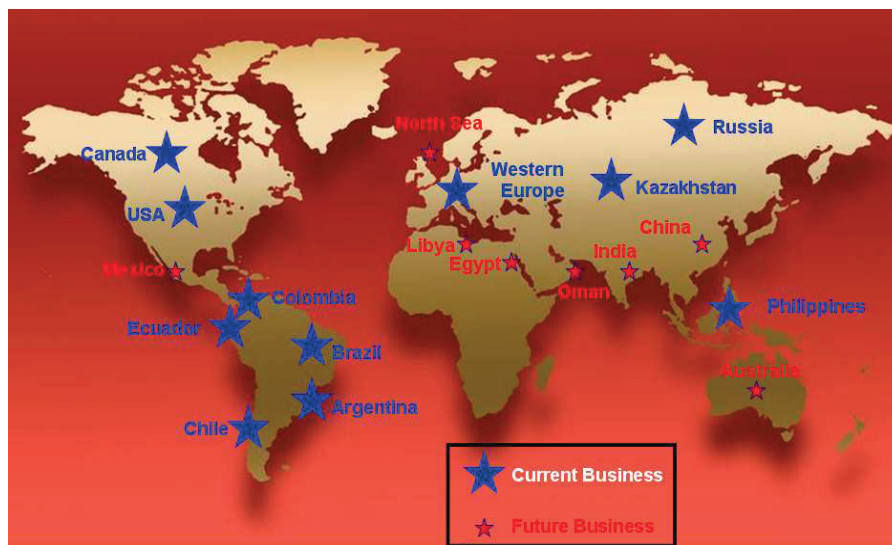 North Sea
Russia
Canada
Western
Europe
Kazakhstan
USA
China
Libya
India
Egypt
Mexico
Oman
Colombia
Philippines
Ecuador
Brazil
Australia
Argentina
Chile
Current Business
Future Business